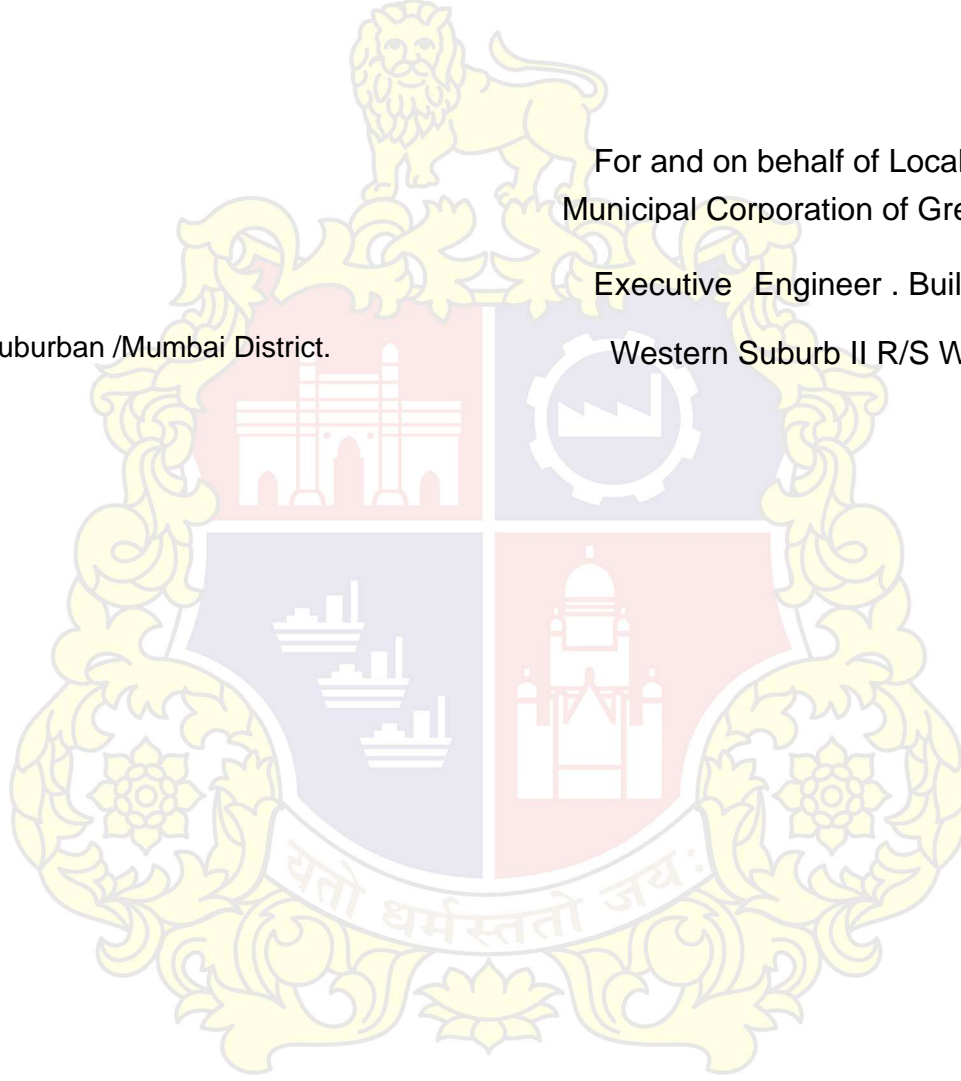 For and on behalf of Local
Municipal Corporation of Gre
Executive Engineer . Buil
uburban /Mumbai District.
Western Suburb II R/S W
यतो धर्मस्ततो जय: